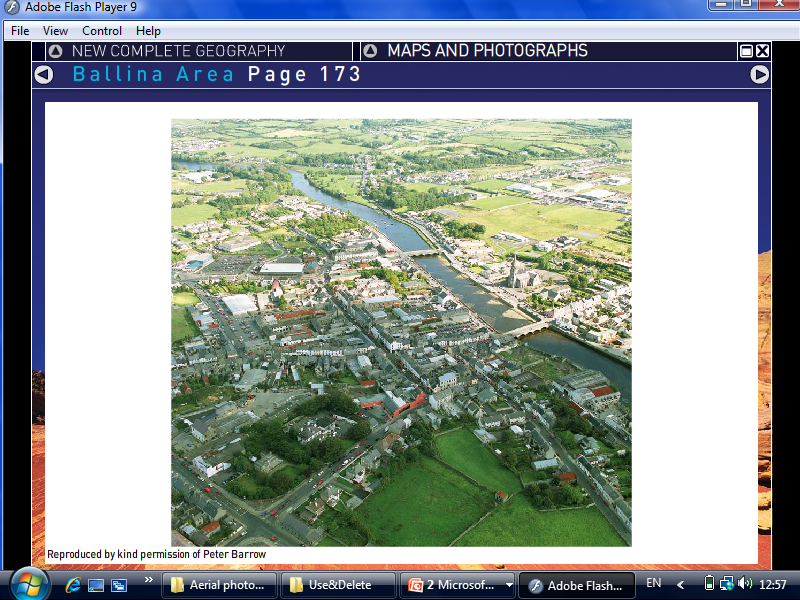 Adobe Flash Player 9
File View Control Help
NEW COMPLETE GEOGRAPHY
MAPS AND PHOTOGRAPHS
Ballina Area Page 173
Reproduced by kind permission of Peter Barrow
» Aerial photo... Use&Delete 2 Microsof... Adobe Flash... EN < 12:57